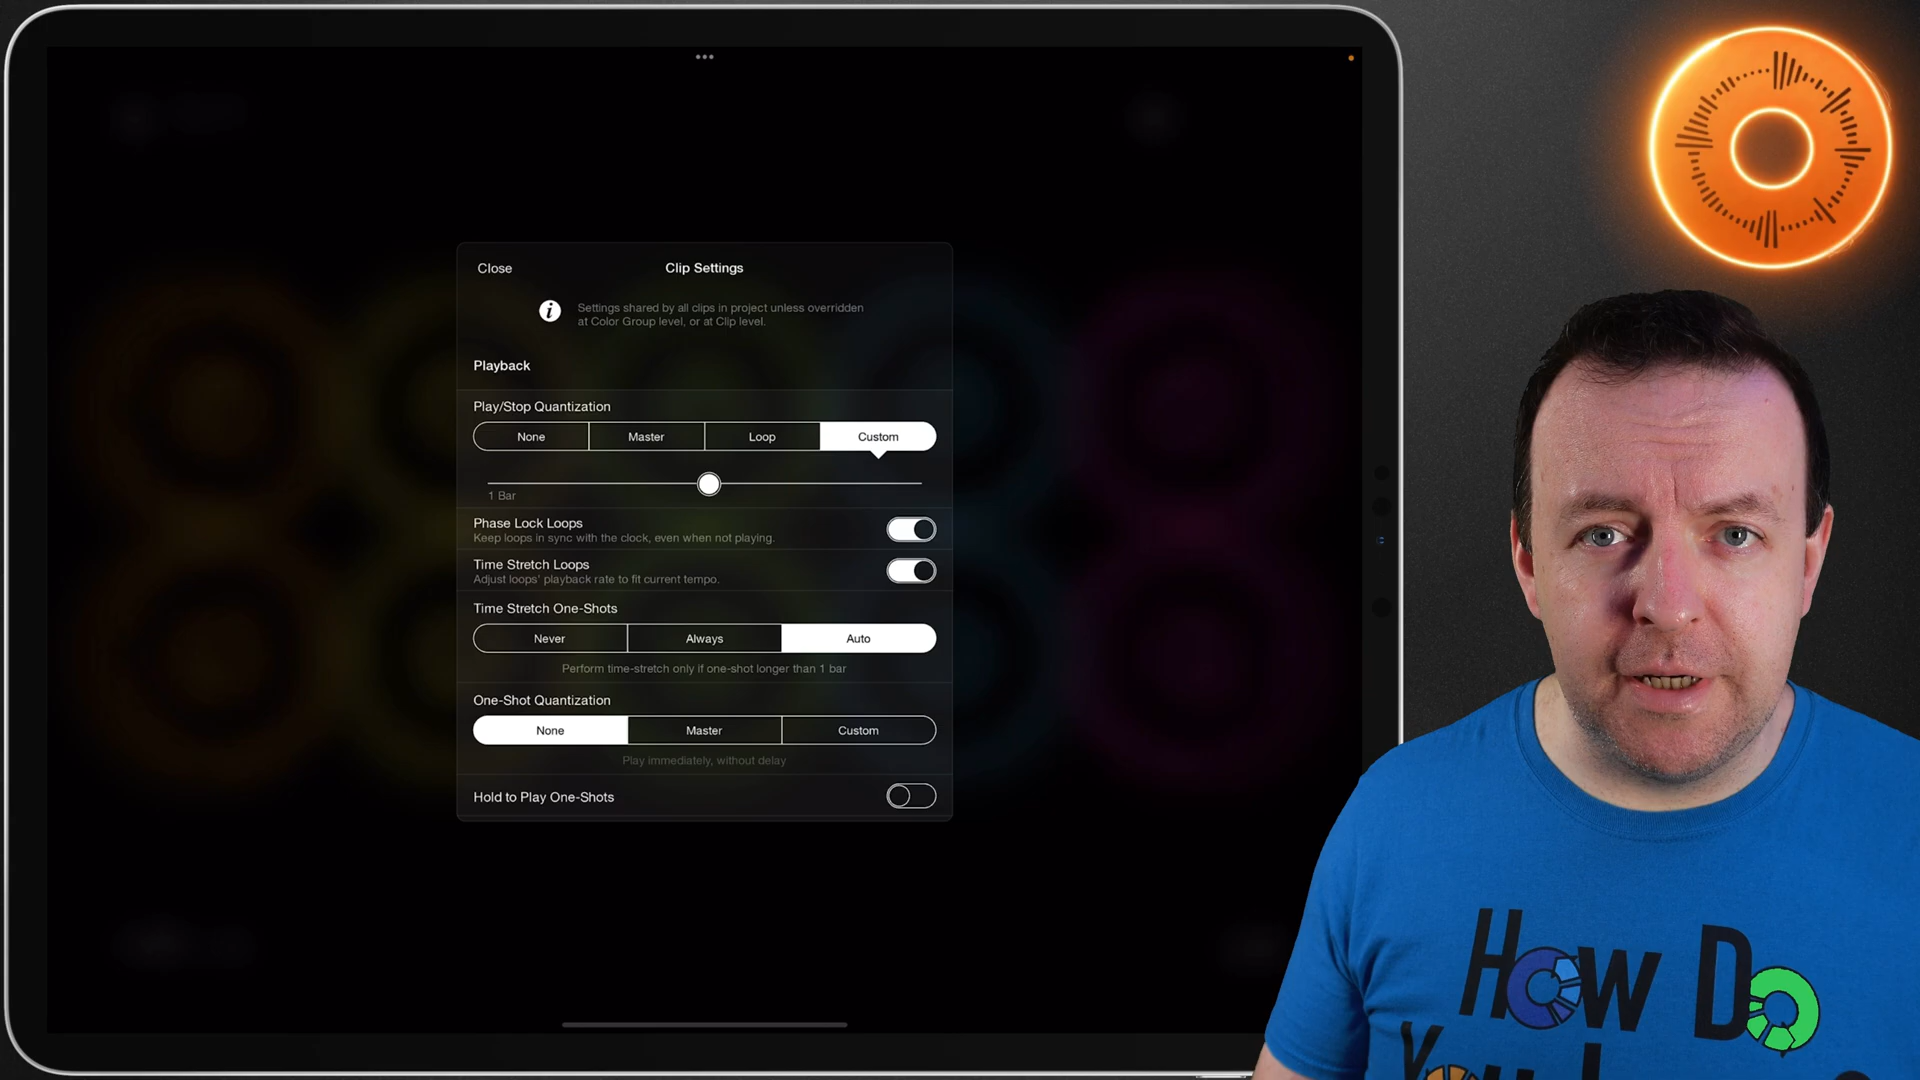 Close
Clip Settings
Settings shared by all clips in project unless overridden
at Color Group level, or at Clip level.
Playback
Play/Stop Quantization
None
Master
Loop
Custom
1 Bar
Phase Lock Loops
Keep loops in sync with the clock, even when not playing.
Time Stretch Loops
Adjust loops' playback rate to fit current tempo.
Time Stretch One-Shots
Never
Always
Auto
Perform time-stretch only if one-shot longer than 1 bar
One-Shot Quantization
None
Master
Custom
Play immediately, without delay
Hold to Play One-Shots
How Do